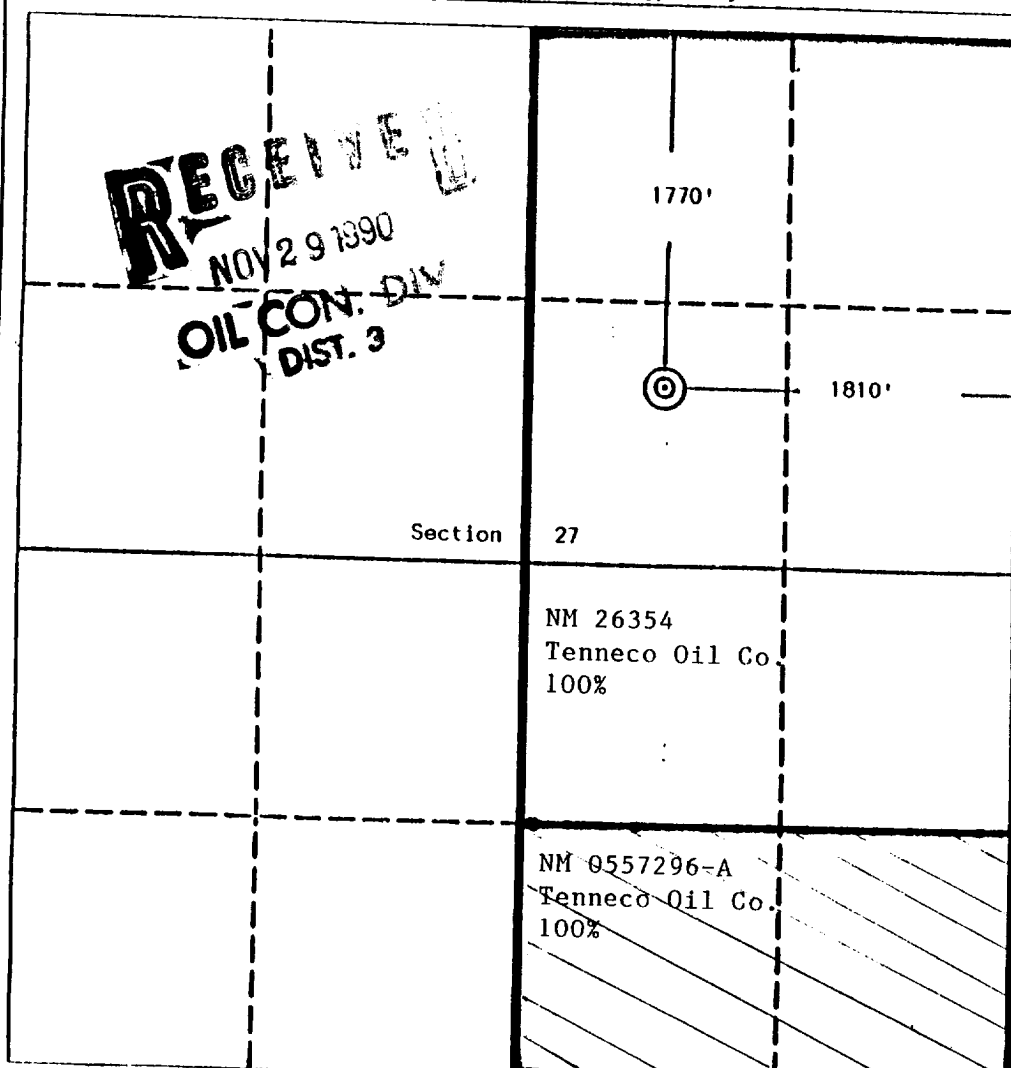 RECEIVED
NOV 29 1990
OIL CON. DIV
DIST. 3
1770'
1810'
Section 27
NM 26354
Tenneco Oil Co.
100%
NM 0557296-A
Tenneco Oil Co.
100%